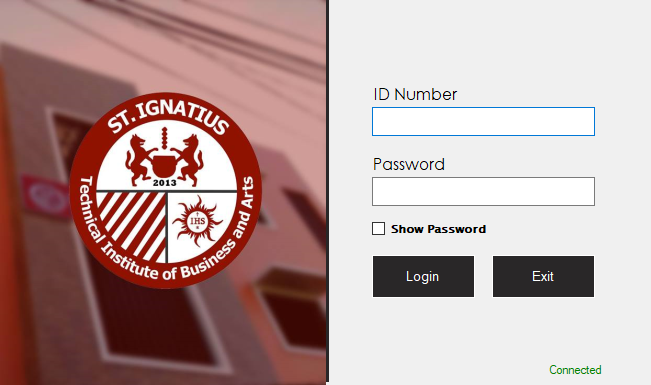 ST. IGNATIUS
2013
IHS
Technical Institute of Business and Arts
ID Number
Password
Show Password
Login
Exit
Connected